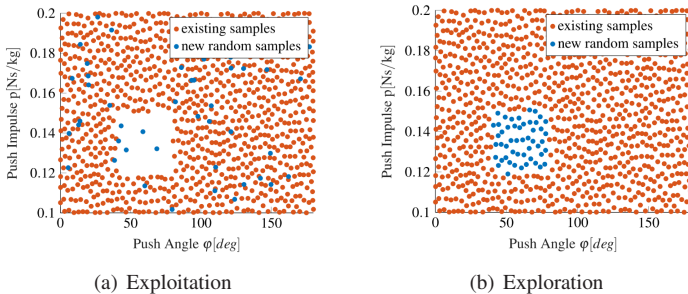 0.2
0.18
0.16
0.14
0.12
0.1
Push Impulse p[Ns/kg]
existing samples
new random samples
0
50
100
150
Push Angle φ[deg]
(a) Exploitation
0.2
0.18
0.16
0.14
0.12
0.1
Push Impulse p[Ns/kg]
existing samples
new random samples
0
50
100
150
Push Angle φ[deg]
(b) Exploration